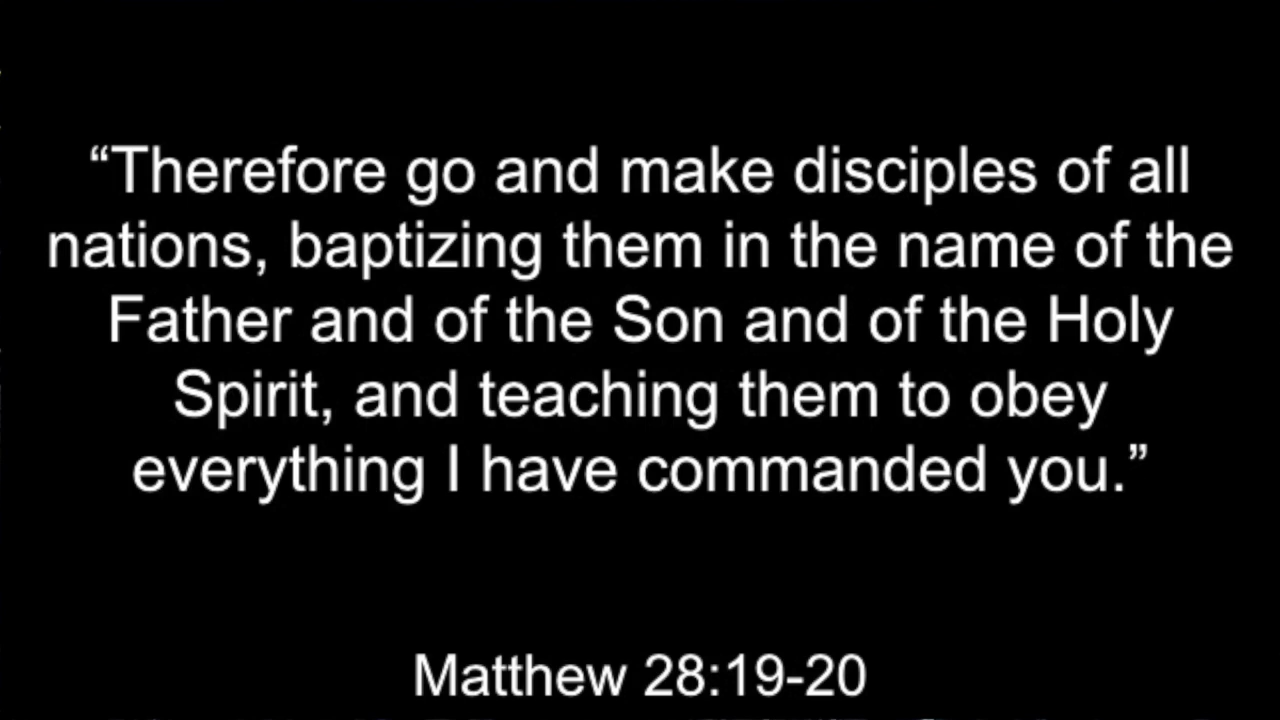 “Therefore go and make disciples of all
nations, baptizing them in the name of the
Father and of the Son and of the Holy
Spirit, and teaching them to obey
everything I have commanded you.”
Matthew 28:19-20